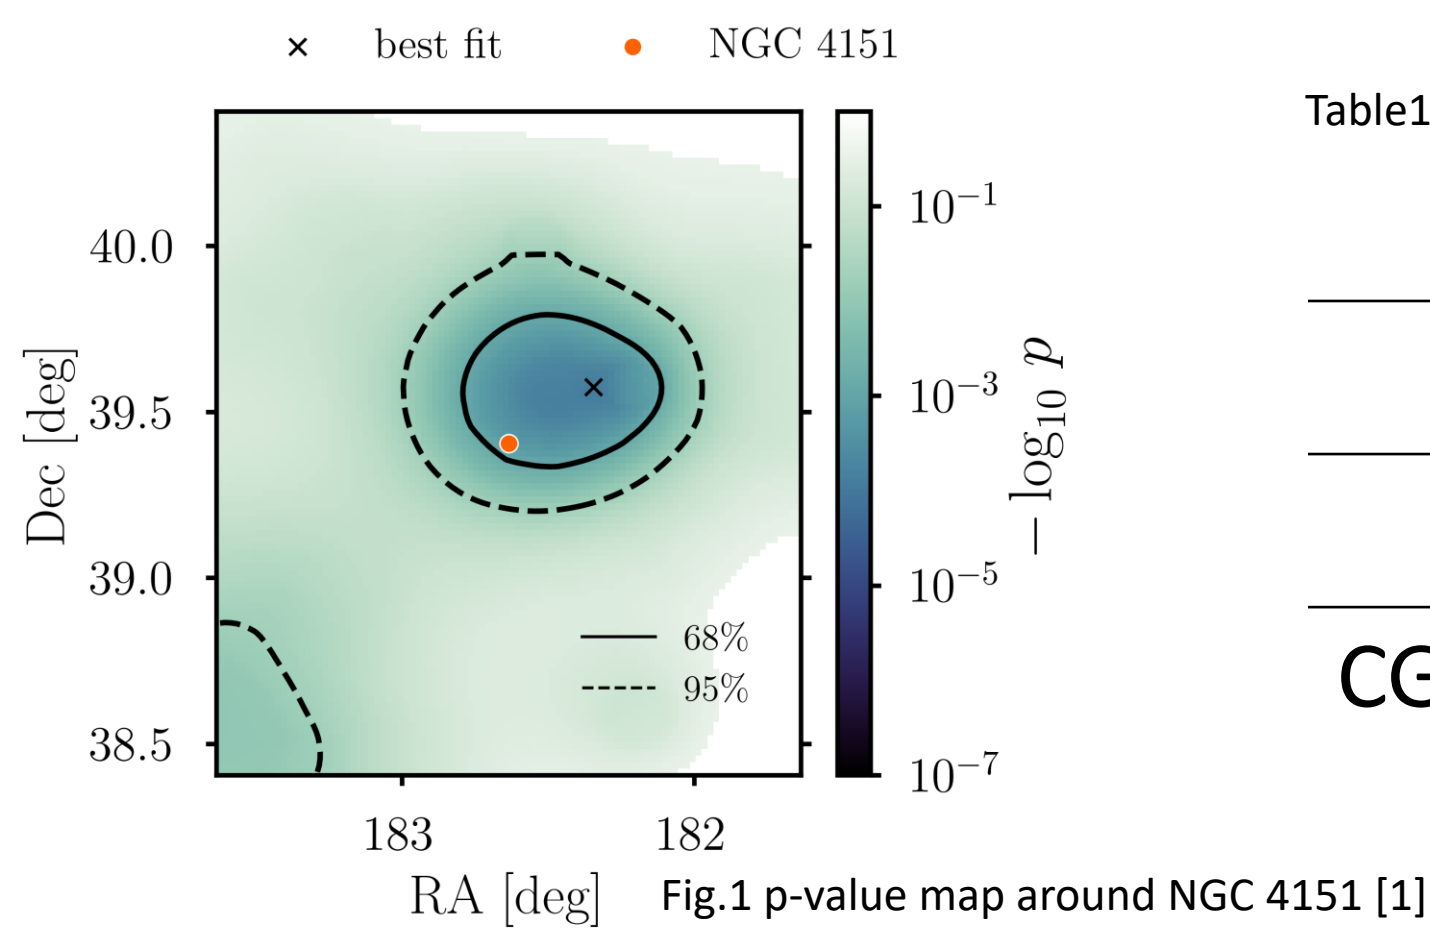 × best fit ● NGC 4151
Table1
40.0
39.5
39.0
38.5
Dec [deg]
68%
95%
183 182
RA [deg]
10⁻¹
10⁻³
10⁻⁵
10⁻⁷
− log₁₀ p
CG
Fig.1 p-value map around NGC 4151 [1]